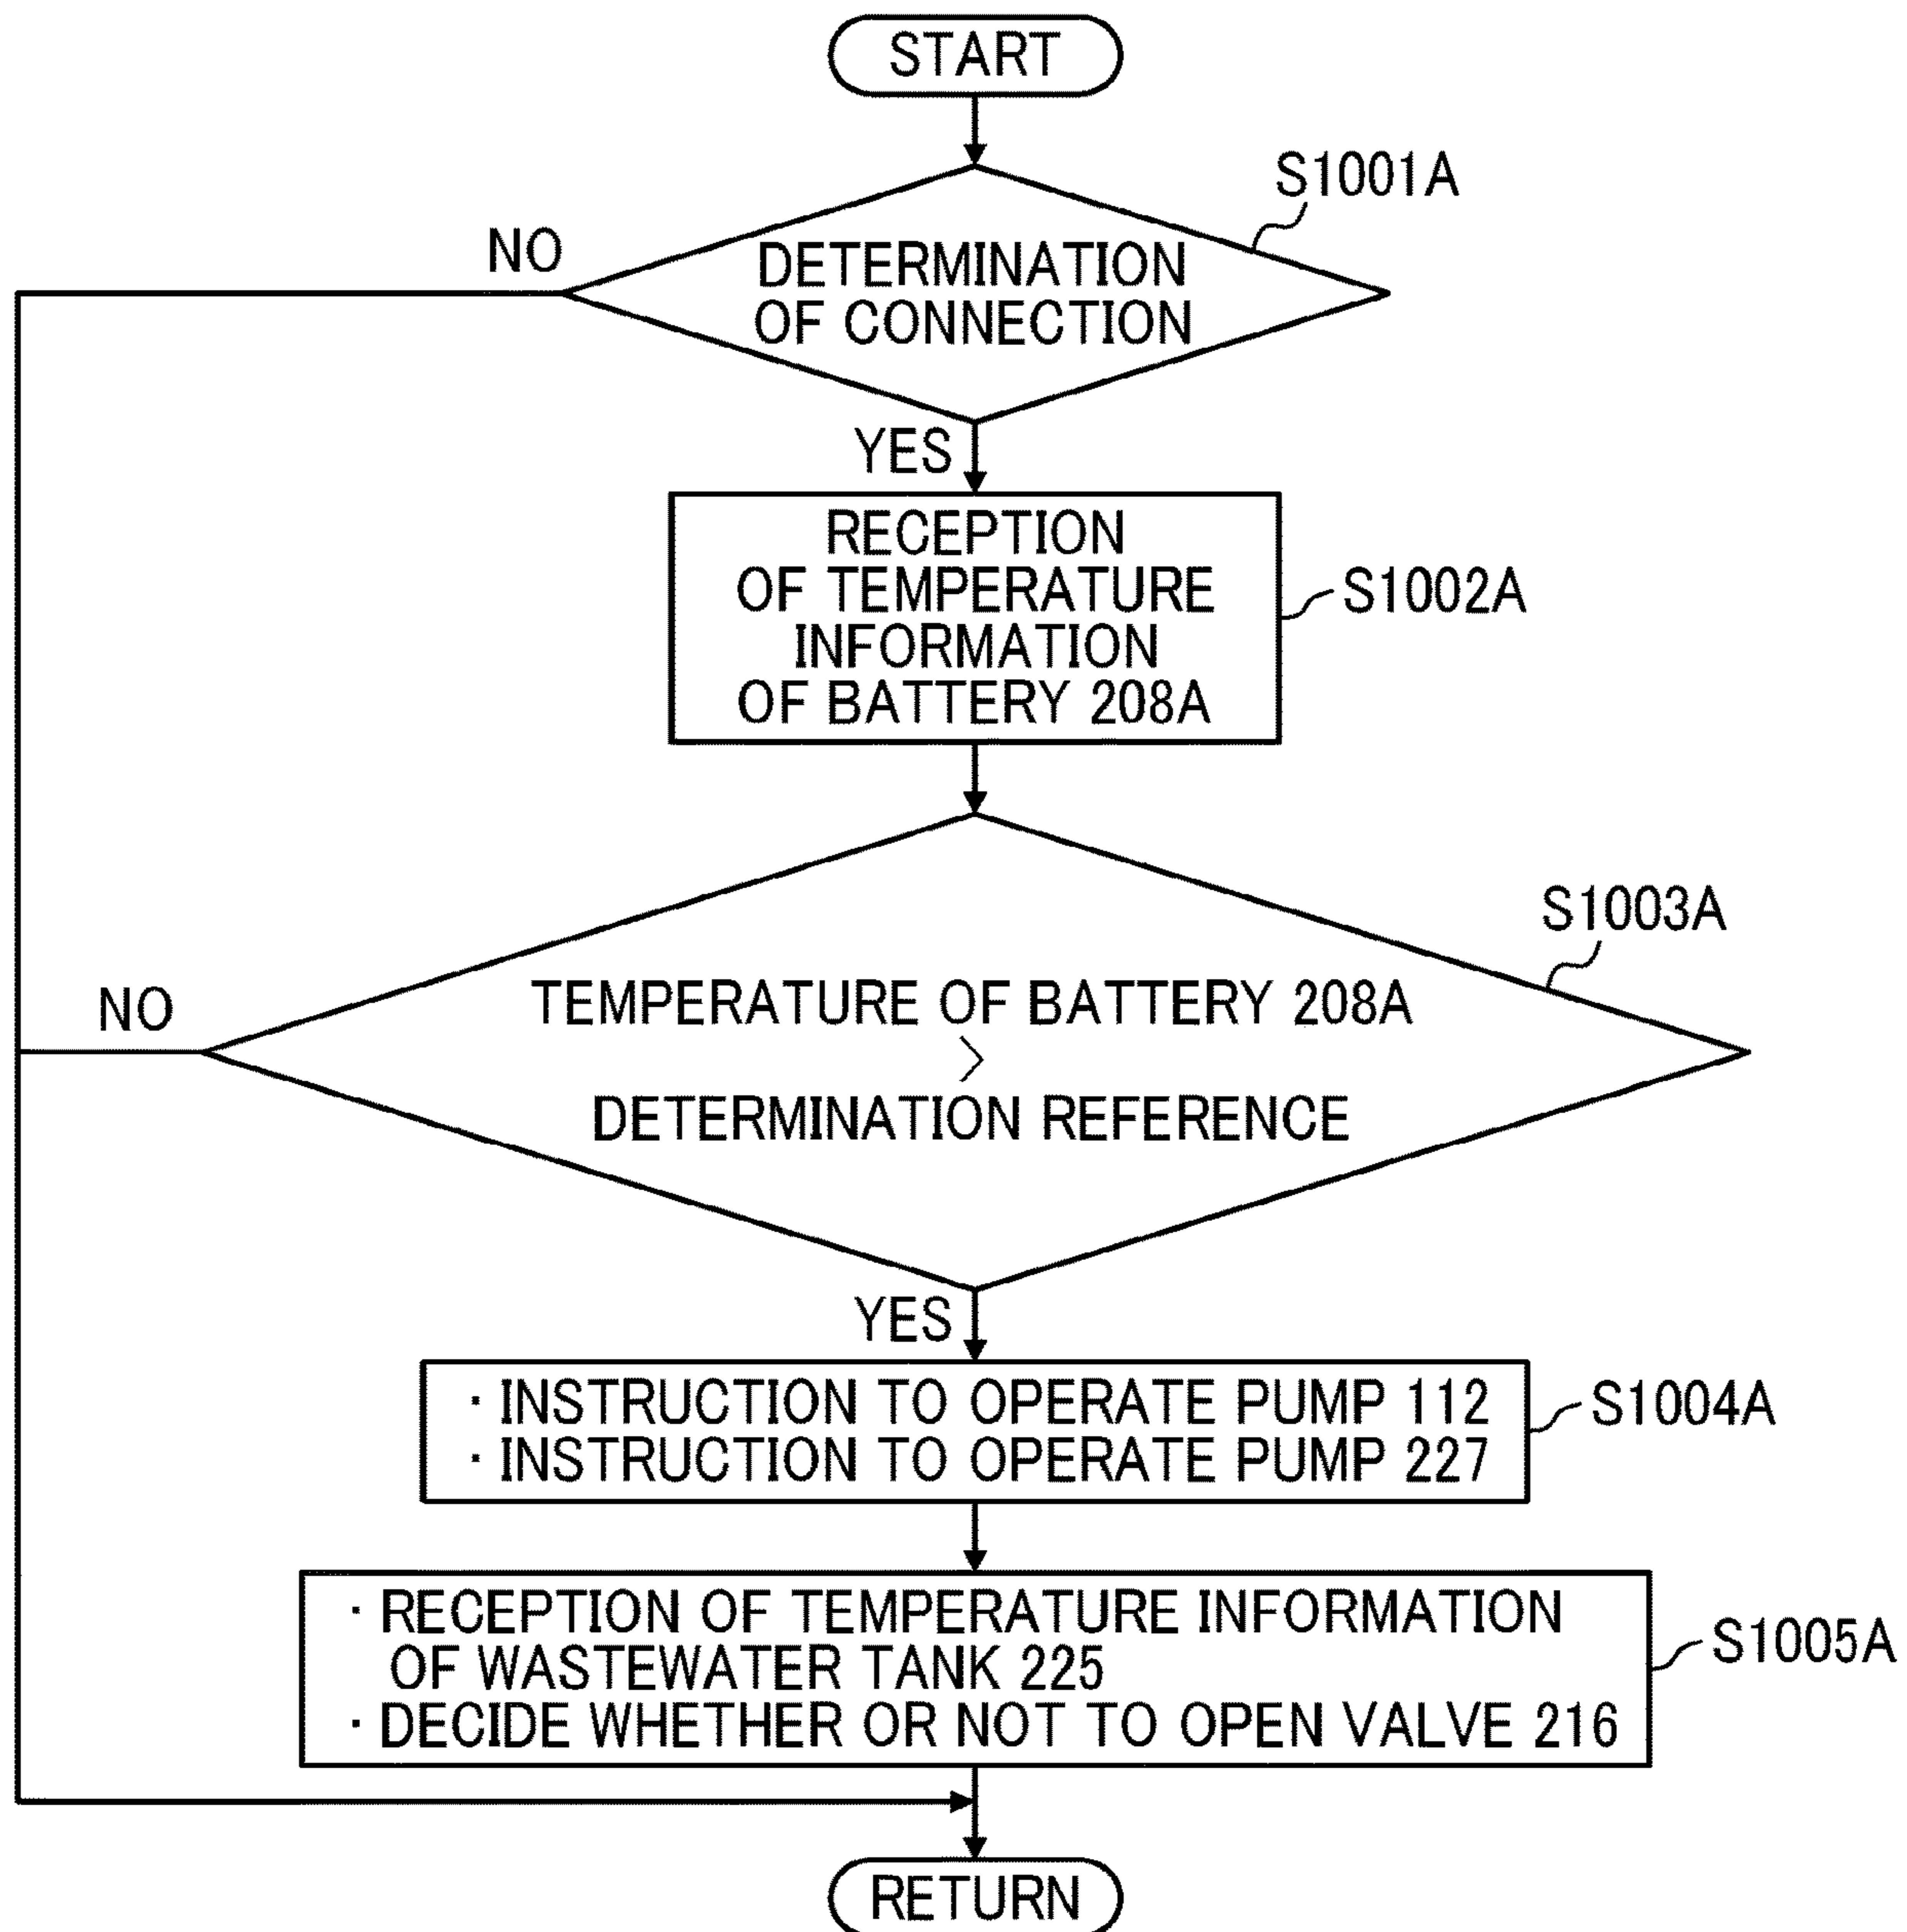 START
S1001A
NO
DETERMINATION
OF CONNECTION
YES
RECEPTION
OF TEMPERATURE
INFORMATION
OF BATTERY 208A
S1002A
S1003A
NO
TEMPERATURE OF BATTERY 208A
>
DETERMINATION REFERENCE
YES
· INSTRUCTION TO OPERATE PUMP 112
· INSTRUCTION TO OPERATE PUMP 227
S1004A
· RECEPTION OF TEMPERATURE INFORMATION
OF WASTEWATER TANK 225
· DECIDE WHETHER OR NOT TO OPEN VALVE 216
S1005A
RETURN